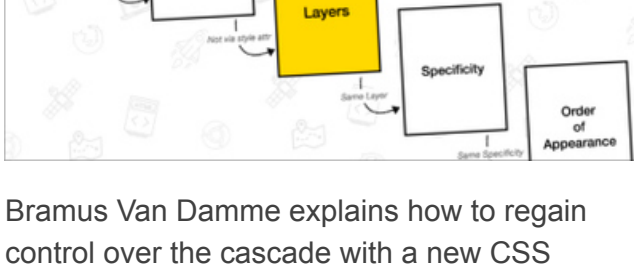 Layers
Not via style attr
Specificity
Same Layer
Order
of
Appearance
Same Specificity
Bramus Van Damme explains how to regain
control over the cascade with a new CSS